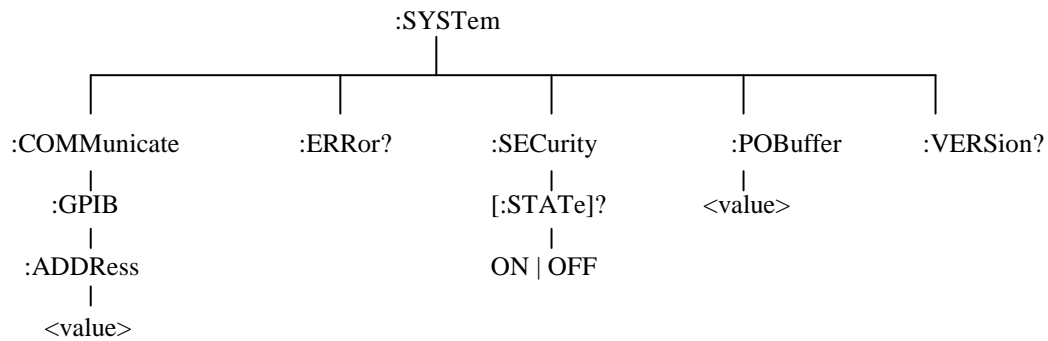 :SYSTem
:COMMunicate :ERRor? :SECurity :POBuffer :VERSion?
:GPIB [:STATe]? <value>
:ADDRess ON | OFF
<value>